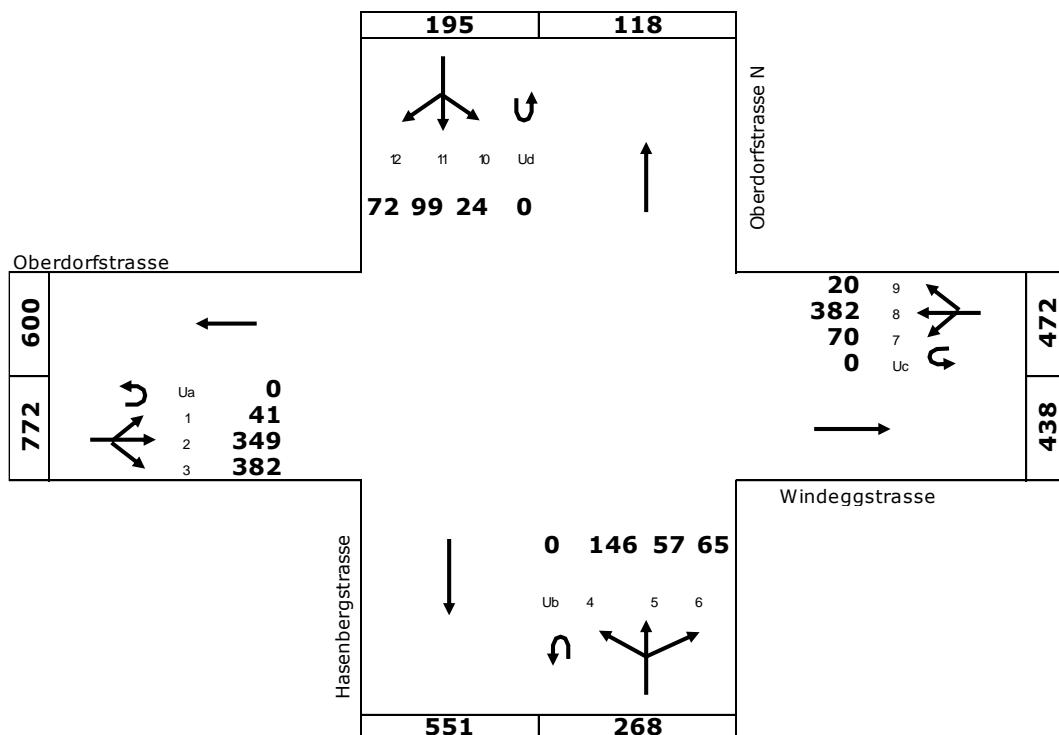 195 118
Oberdorfstrasse N
12 11 10 Ud
72 99 24 0
Oberdorfstrasse
600
772
Ua 0
1 41
2 349
3 382
20 9
382 8
70 7
0 Uc
472
438
Windeggstrasse
Hasenbergstrasse
0 146 57 65
Ub 4 5 6
551 268